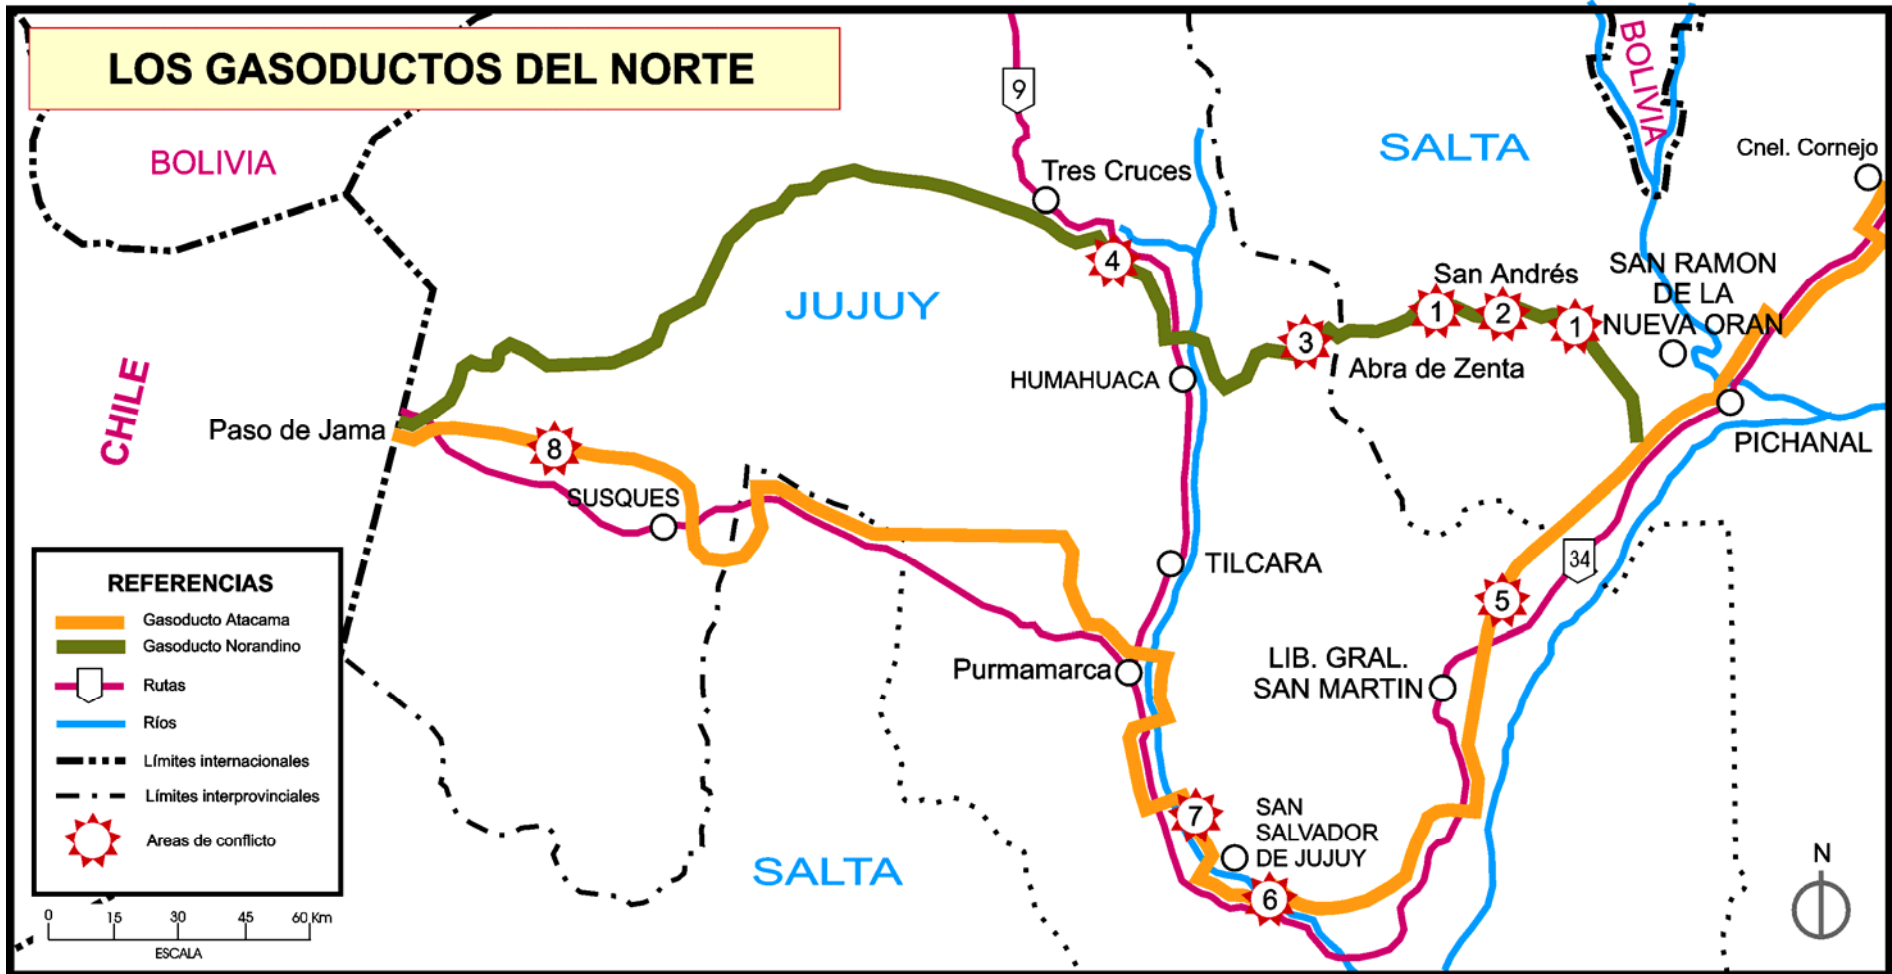 LOS GASODUCTOS DEL NORTE
BOLIVIA
9
Tres Cruces
SALTA
BOLIVIA
Cnel. Cornejo
JUJUY
4
San Andrés
1
2
1
3
Abra de Zenta
SAN RAMON
DE LA
NUEVA ORAN
HUMAHUACA
CHILE
Paso de Jama
8
SUSQUES
PICHANAL
TILCARA
34
5
Purmamarca
LIB. GRAL.
SAN MARTIN
7
SAN
SALVADOR
DE JUJUY
6
SALTA
REFERENCIAS
Gasoducto Atacama
Gasoducto Norandino
Rutas
Ríos
Límites internacionales
Límites interprovinciales
Areas de conflicto
0 15 30 45 60 Km
ESCALA
N